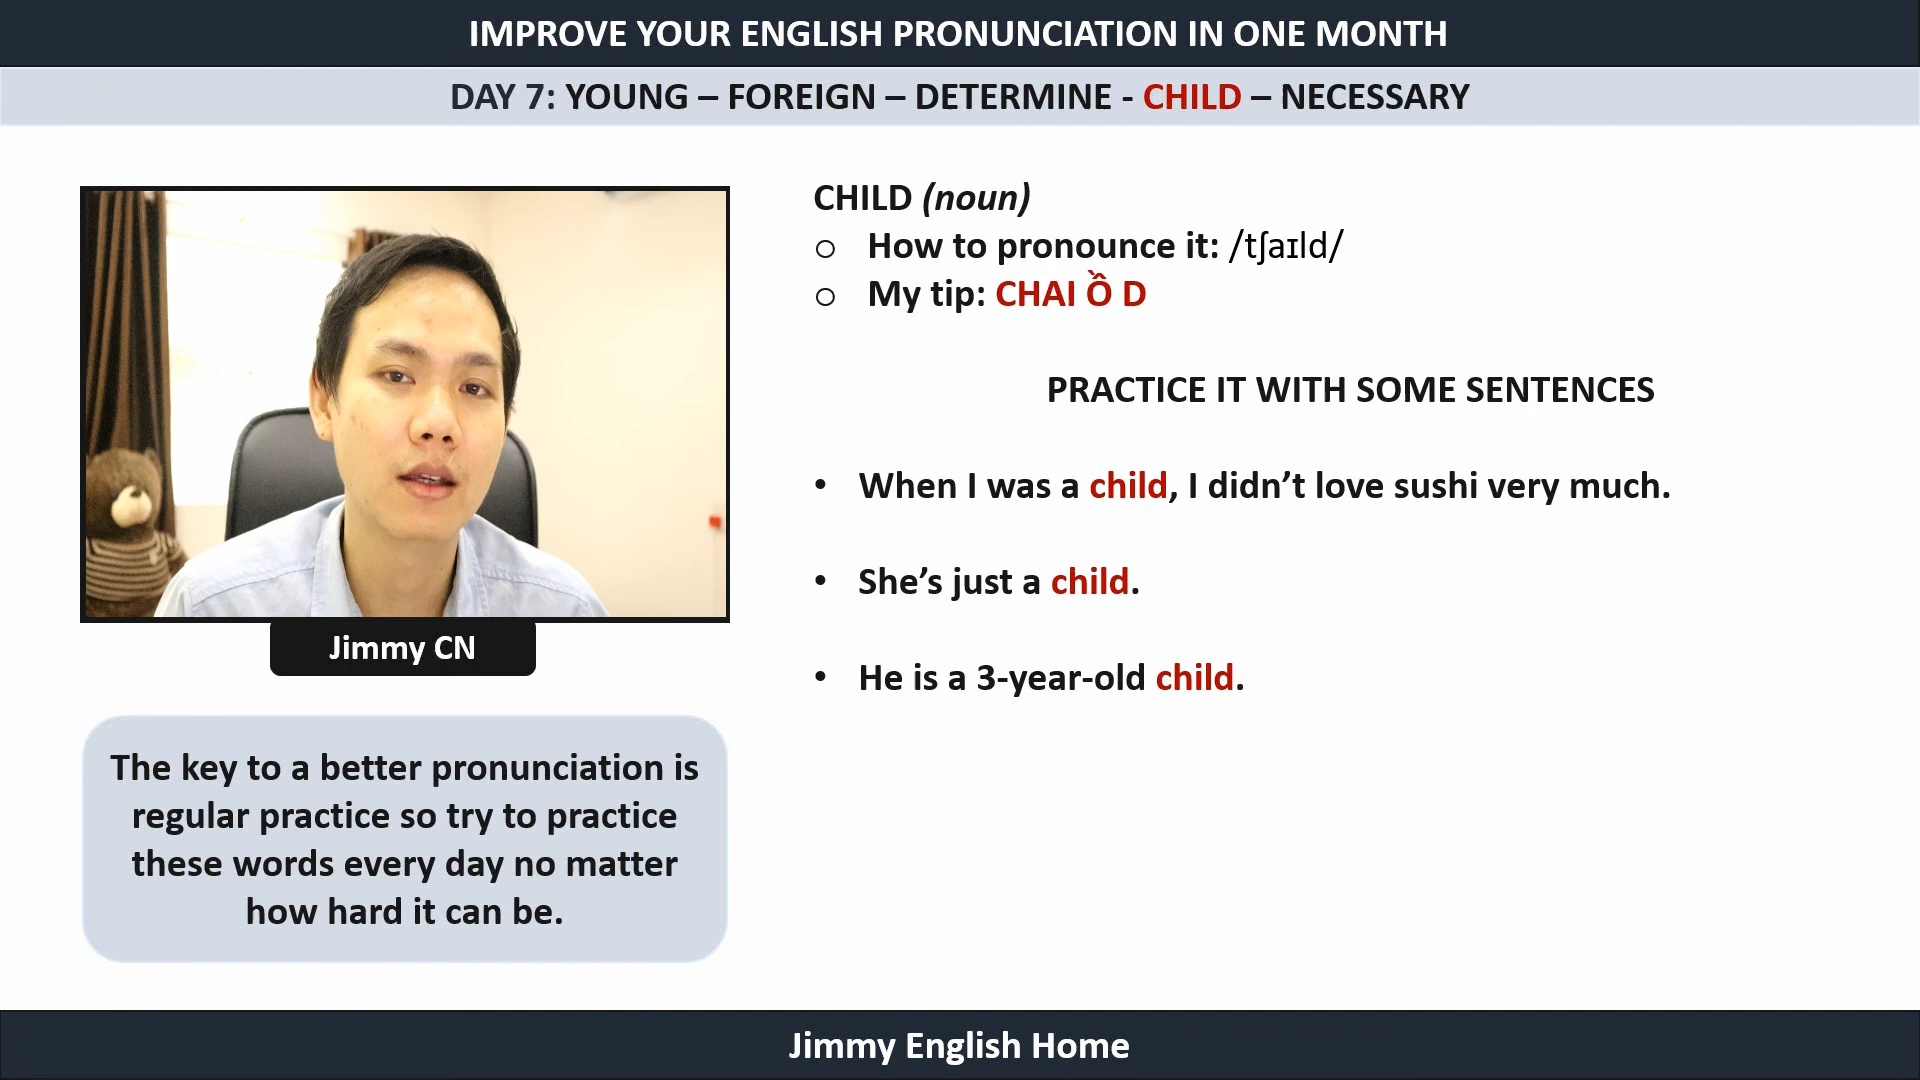 IMPROVE YOUR ENGLISH PRONUNCIATION IN ONE MONTH
DAY 7: YOUNG – FOREIGN – DETERMINE - CHILD – NECESSARY
CHILD (noun)
o How to pronounce it: /tʃaɪld/
o My tip: CHAI Ồ D
PRACTICE IT WITH SOME SENTENCES
• When I was a child, I didn’t love sushi very much.
• She’s just a child.
• He is a 3-year-old child.
Jimmy CN
The key to a better pronunciation is
regular practice so try to practice
these words every day no matter
how hard it can be.
Jimmy English Home